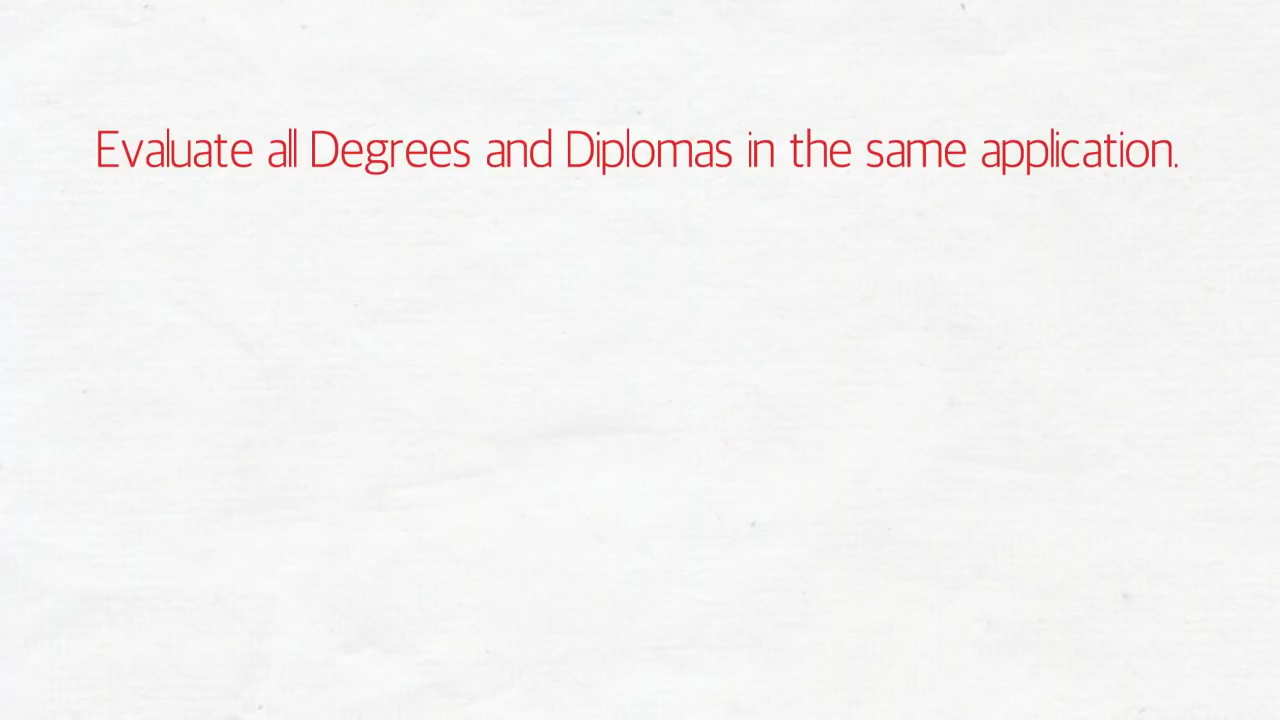 Evaluate all Degrees and Diplomas in the same application.